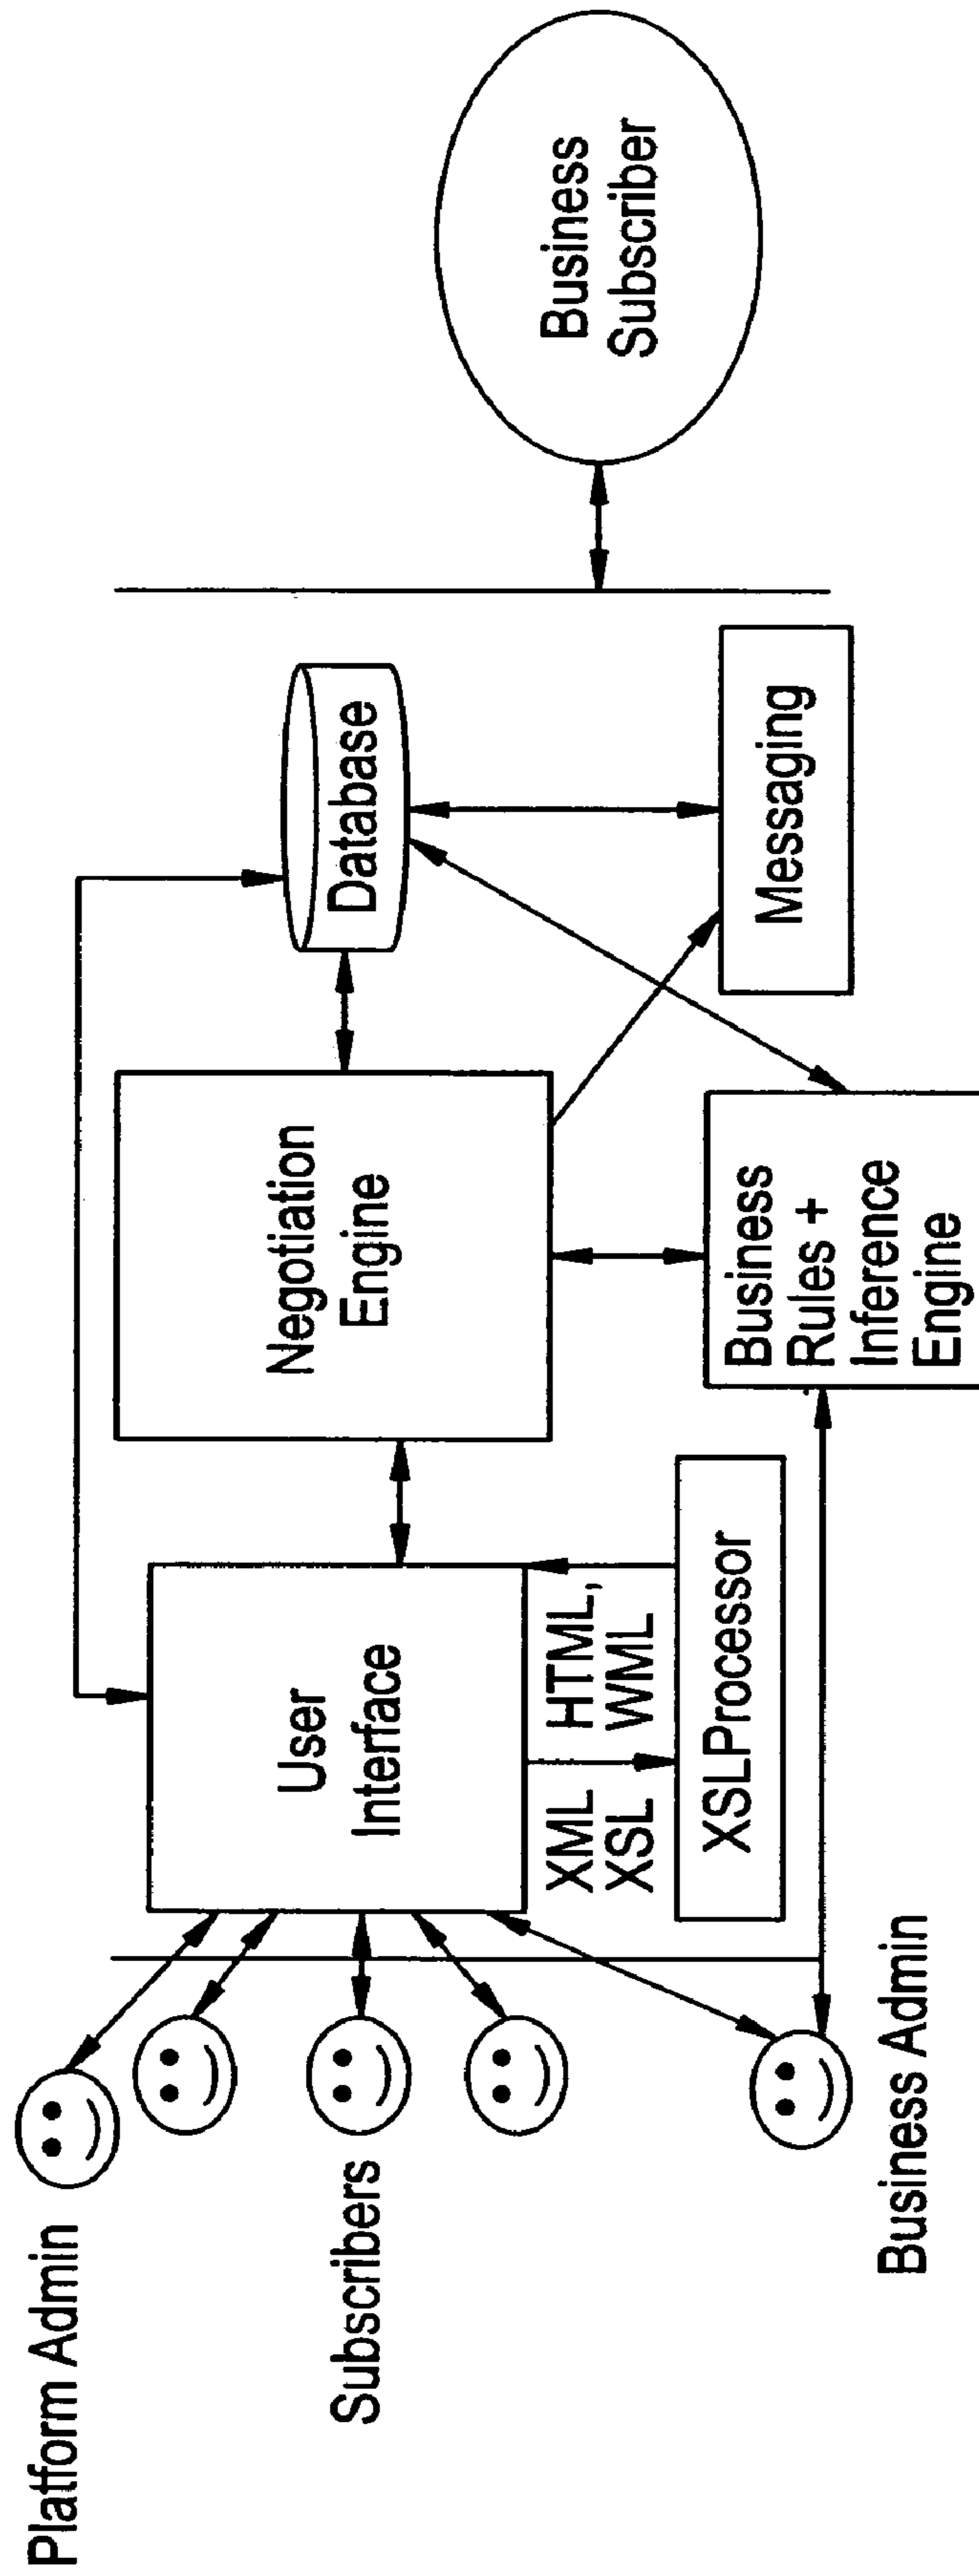 Platform Admin
Subscribers
Business Admin
User
Interface
XML
XSL
HTML,
WML
XSLProcessor
Negotiation
Engine
Business
Rules +
Inference
Engine
Database
Messaging
Business
Subscriber